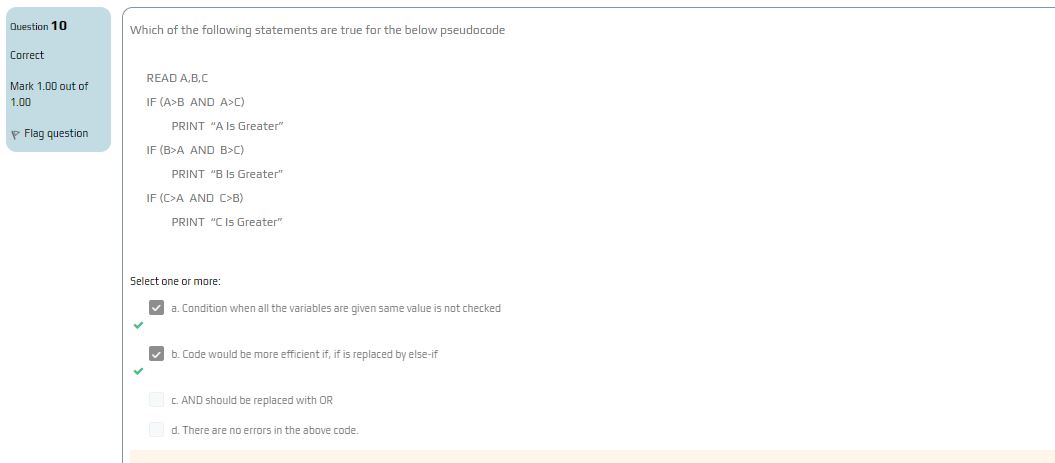 Question 10
Correct
Mark 1.00 out of
1.00
Flag question
Which of the following statements are true for the below pseudocode
READ A,B,C
IF (A>B AND A>C)
PRINT “A Is Greater”
IF (B>A AND B>C)
PRINT “B Is Greater”
IF (C>A AND C>B)
PRINT “C Is Greater”
Select one or more:
a. Condition when all the variables are given same value is not checked
b. Code would be more efficient if, if is replaced by else-if
c. AND should be replaced with OR
d. There are no errors in the above code.